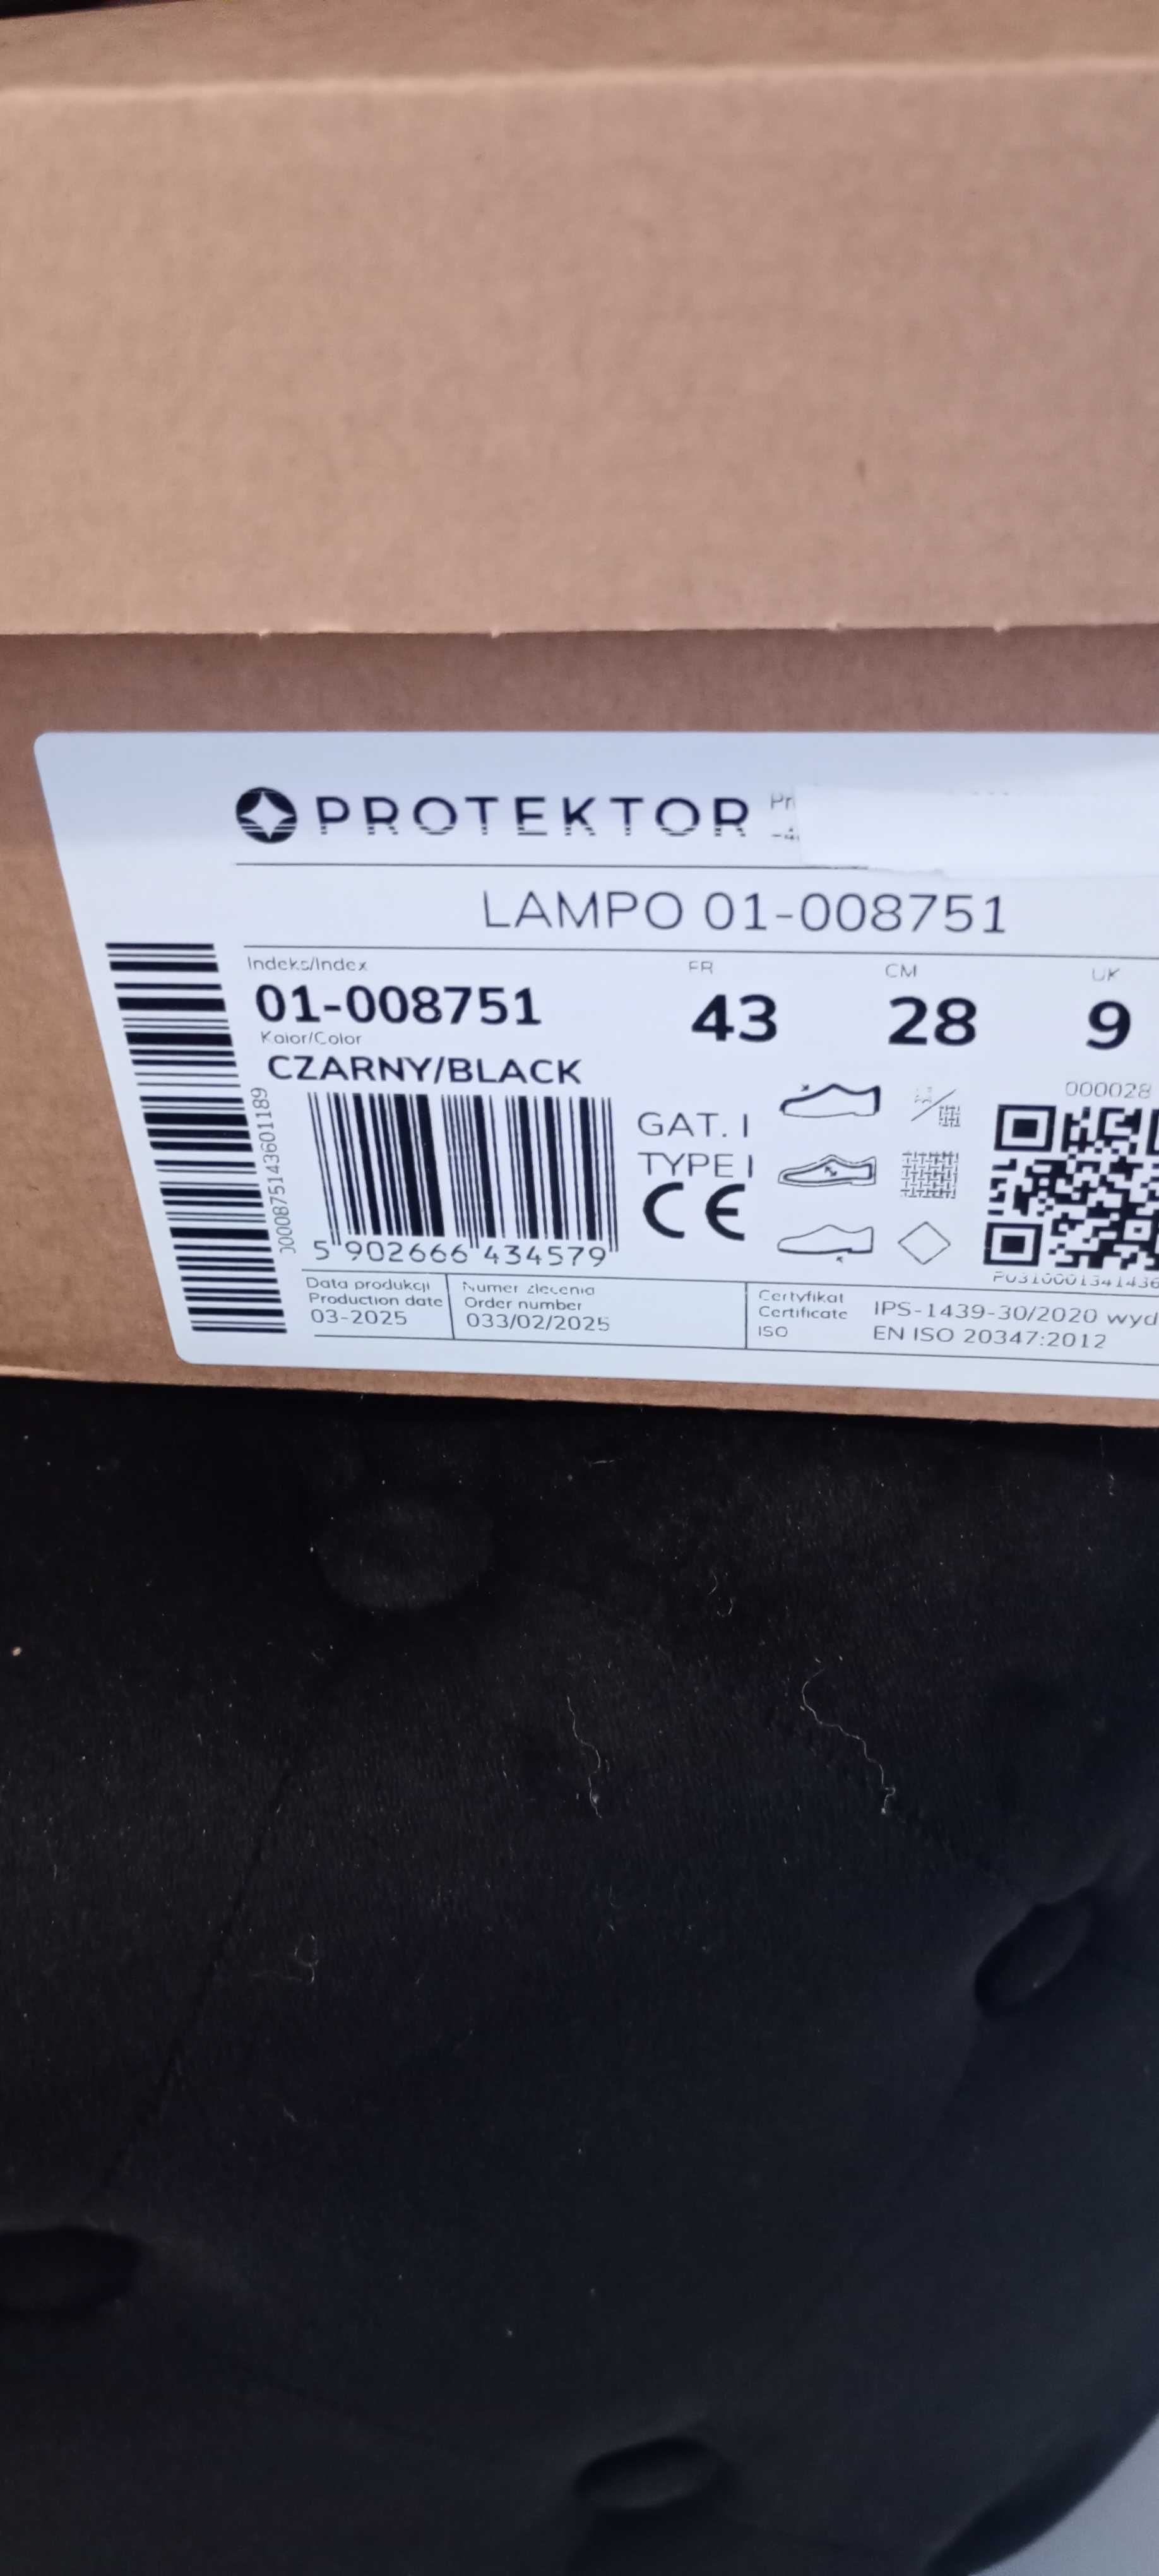 PROTEKTOR
LAMPO 01-008751
Indeks/Index
01-008751
Kolor/Color
CZARNY/BLACK
FR
43
CM
28
UK
9
000028
GAT. I
TYPE I
CE
5 902666 434579
Data produkcji
Production date
03-2025
Numer zlecenia
Order number
033/02/2025
Certyfikat
Certificate
ISO
IPS-1439-30/2020 wyd
EN ISO 20347:2012